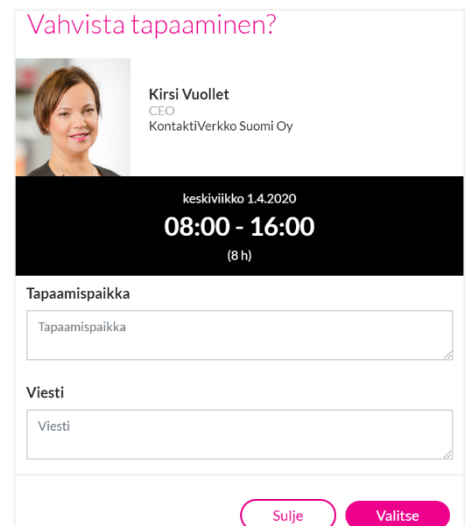 Vahvista tapaaminen?
Kirsi Vuollet
CEO
KontaktiVerkko Suomi Oy
keskiviikko 1.4.2020
08:00 - 16:00
(8 h)
Tapaamispaikka
Tapaamispaikka
Viesti
Viesti
Sulje Valitse